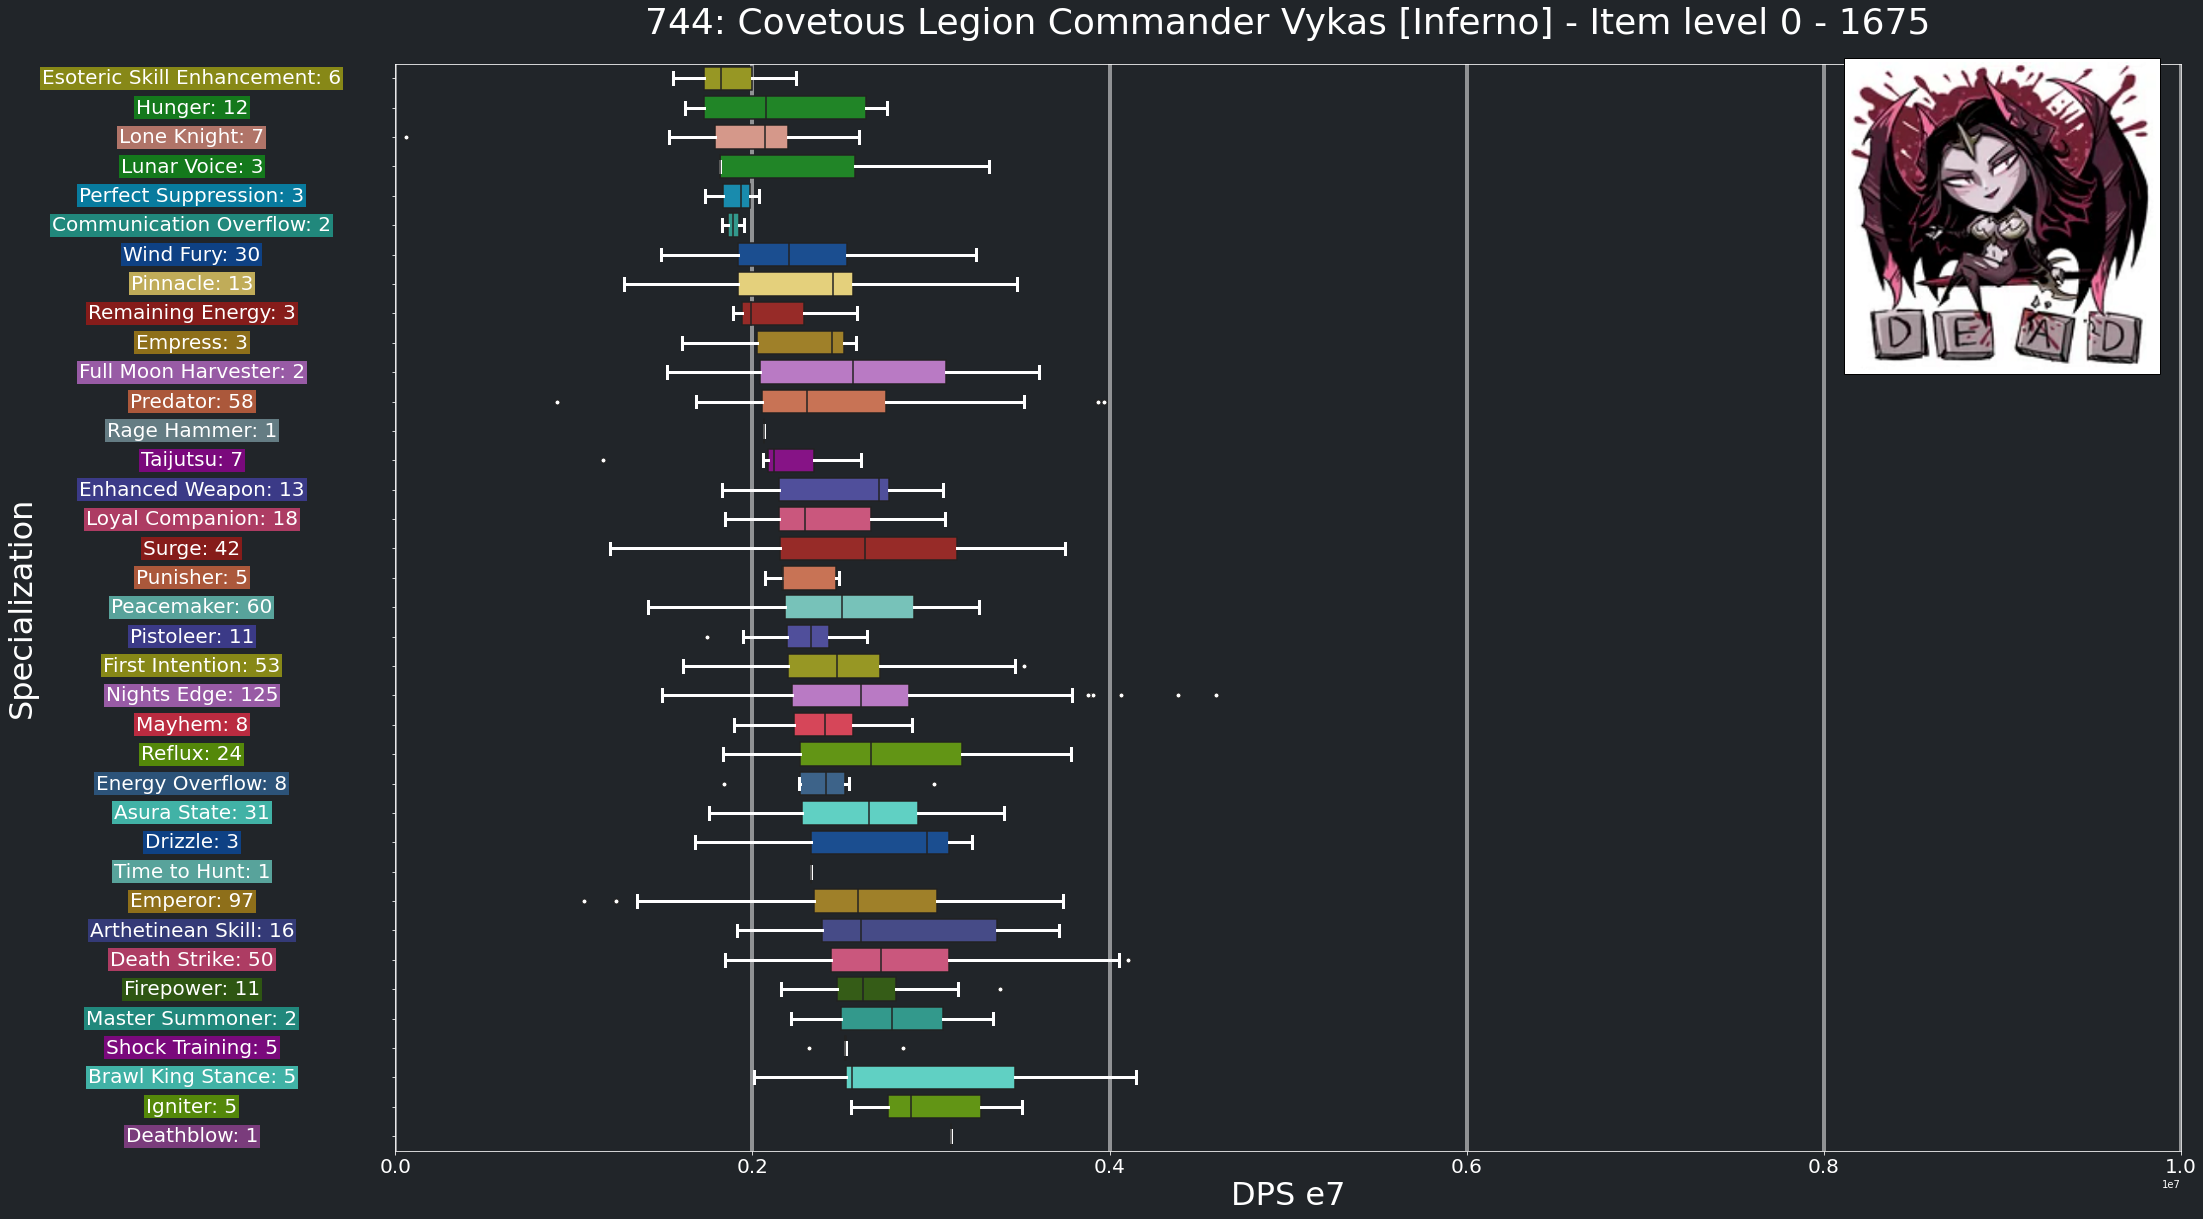 744: Covetous Legion Commander Vykas [Inferno] - Item level 0 - 1675
Specialization
Esoteric Skill Enhancement: 6
Hunger: 12
Lone Knight: 7
Lunar Voice: 3
Perfect Suppression: 3
Communication Overflow: 2
Wind Fury: 30
Pinnacle: 13
Remaining Energy: 3
Empress: 3
Full Moon Harvester: 2
Predator: 58
Rage Hammer: 1
Taijutsu: 7
Enhanced Weapon: 13
Loyal Companion: 18
Surge: 42
Punisher: 5
Peacemaker: 60
Pistoleer: 11
First Intention: 53
Nights Edge: 125
Mayhem: 8
Reflux: 24
Energy Overflow: 8
Asura State: 31
Drizzle: 3
Time to Hunt: 1
Emperor: 97
Arthetinean Skill: 16
Death Strike: 50
Firepower: 11
Master Summoner: 2
Shock Training: 5
Brawl King Stance: 5
Igniter: 5
Deathblow: 1
DEAD
0.0 0.2 0.4 0.6 0.8 1.0
1e7
DPS e7